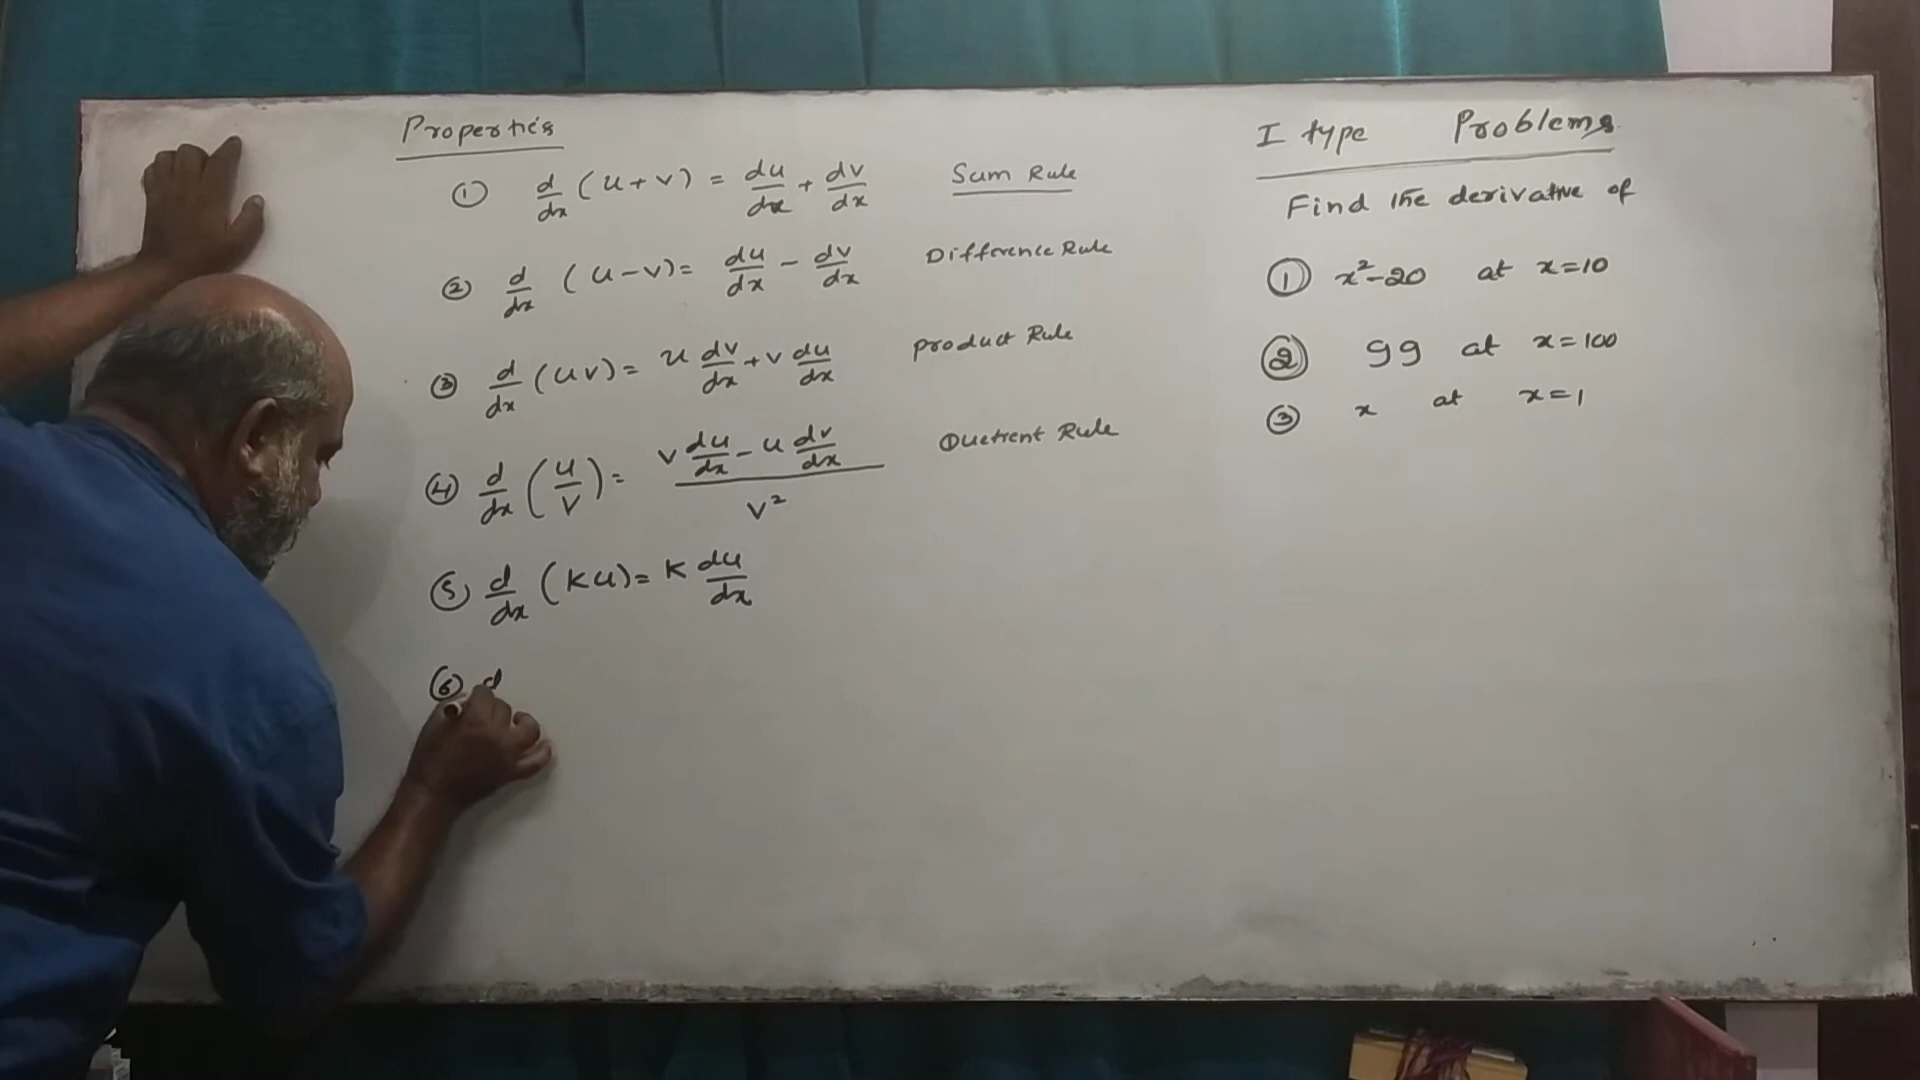 Properties
① d/dx (u+v) = du/dx + dv/dx Sum Rule
② d/dx (u-v) = du/dx - dv/dx Difference Rule
③ d/dx (uv) = u dv/dx + v du/dx product Rule
④ d/dx (u/v) = (v du/dx - u dv/dx)/v² Quetient Rule
⑤ d/dx (Ku) = K du/dx
⑥ d
I type Problems
Find the derivative of
① x²-20 at x=10
② 99 at x=100
③ x at x=1